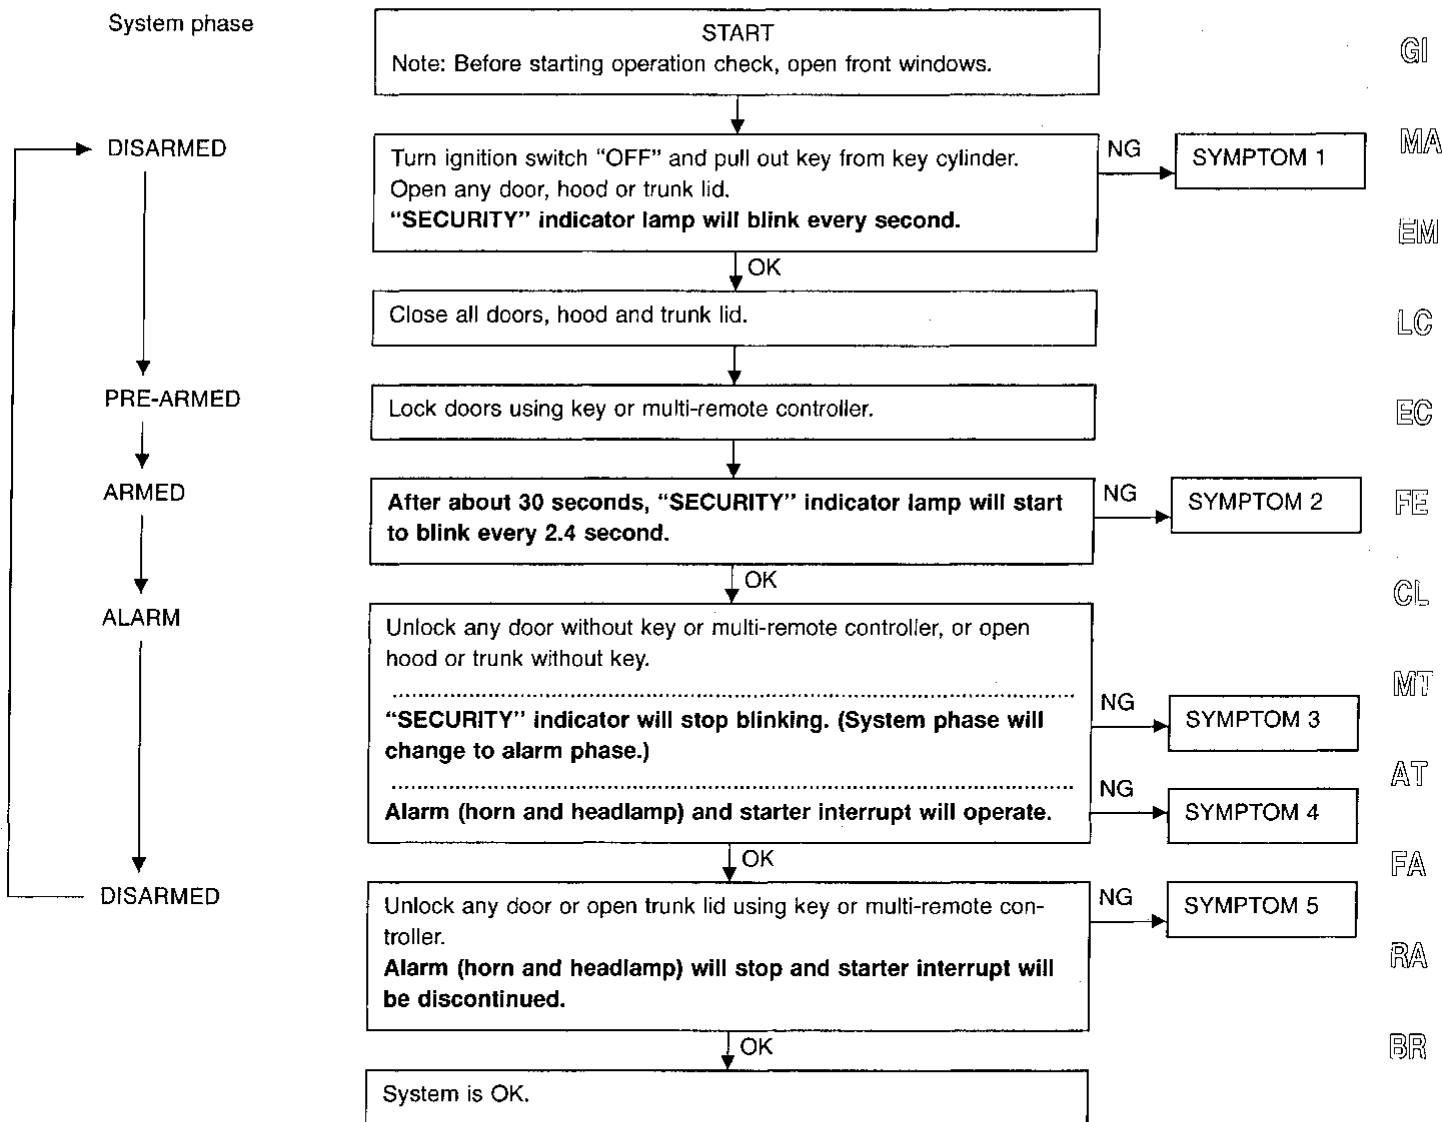 System phase
START
Note: Before starting operation check, open front windows.
GI
DISARMED
Turn ignition switch “OFF” and pull out key from key cylinder.
Open any door, hood or trunk lid.
“SECURITY” indicator lamp will blink every second.
NG
SYMPTOM 1
MA
EM
OK
Close all doors, hood and trunk lid.
LC
PRE-ARMED
Lock doors using key or multi-remote controller.
EC
ARMED
After about 30 seconds, “SECURITY” indicator lamp will start
to blink every 2.4 second.
NG
SYMPTOM 2
FE
OK
CL
ALARM
Unlock any door without key or multi-remote controller, or open
hood or trunk without key.
“SECURITY” indicator will stop blinking. (System phase will
change to alarm phase.)
NG
SYMPTOM 3
MT
Alarm (horn and headlamp) and starter interrupt will operate.
NG
SYMPTOM 4
AT
OK
FA
DISARMED
Unlock any door or open trunk lid using key or multi-remote con-
troller.
Alarm (horn and headlamp) will stop and starter interrupt will
be discontinued.
NG
SYMPTOM 5
RA
OK
BR
System is OK.